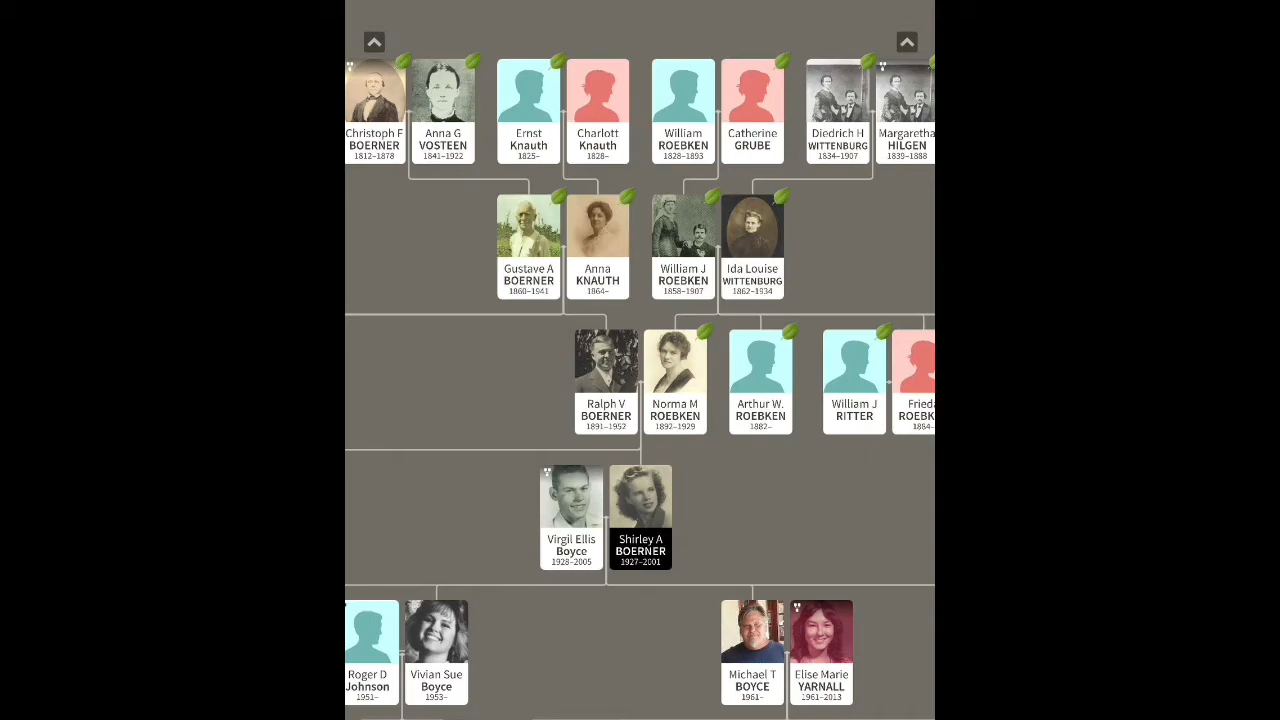 Christoph F
BOERNER
1812–1878
Anna G
VOSTEEN
1841–1922
Ernst
Knauth
1825–
Charlott
Knauth
1828–
William
ROEBKEN
1828–1893
Catherine
GRUBE
Diedrich H
WITTENBURG
1834–1907
Margaretha
HILGEN
1839–1888
Gustave A
BOERNER
1860–1941
Anna
KNAUTH
1864–
William J
ROEBKEN
1858–1907
Ida Louise
WITTENBURG
1862–1934
Ralph V
BOERNER
1891–1952
Norma M
ROEBKEN
1892–1929
Arthur W.
ROEBKEN
1882–
William J
RITTER
Frieda
ROEBK
1884–
Virgil Ellis
Boyce
1928–2005
Shirley A
BOERNER
1927–2001
Roger D
Johnson
1951–
Vivian Sue
Boyce
1953–
Michael T
BOYCE
1961–
Elise Marie
YARNALL
1961–2013